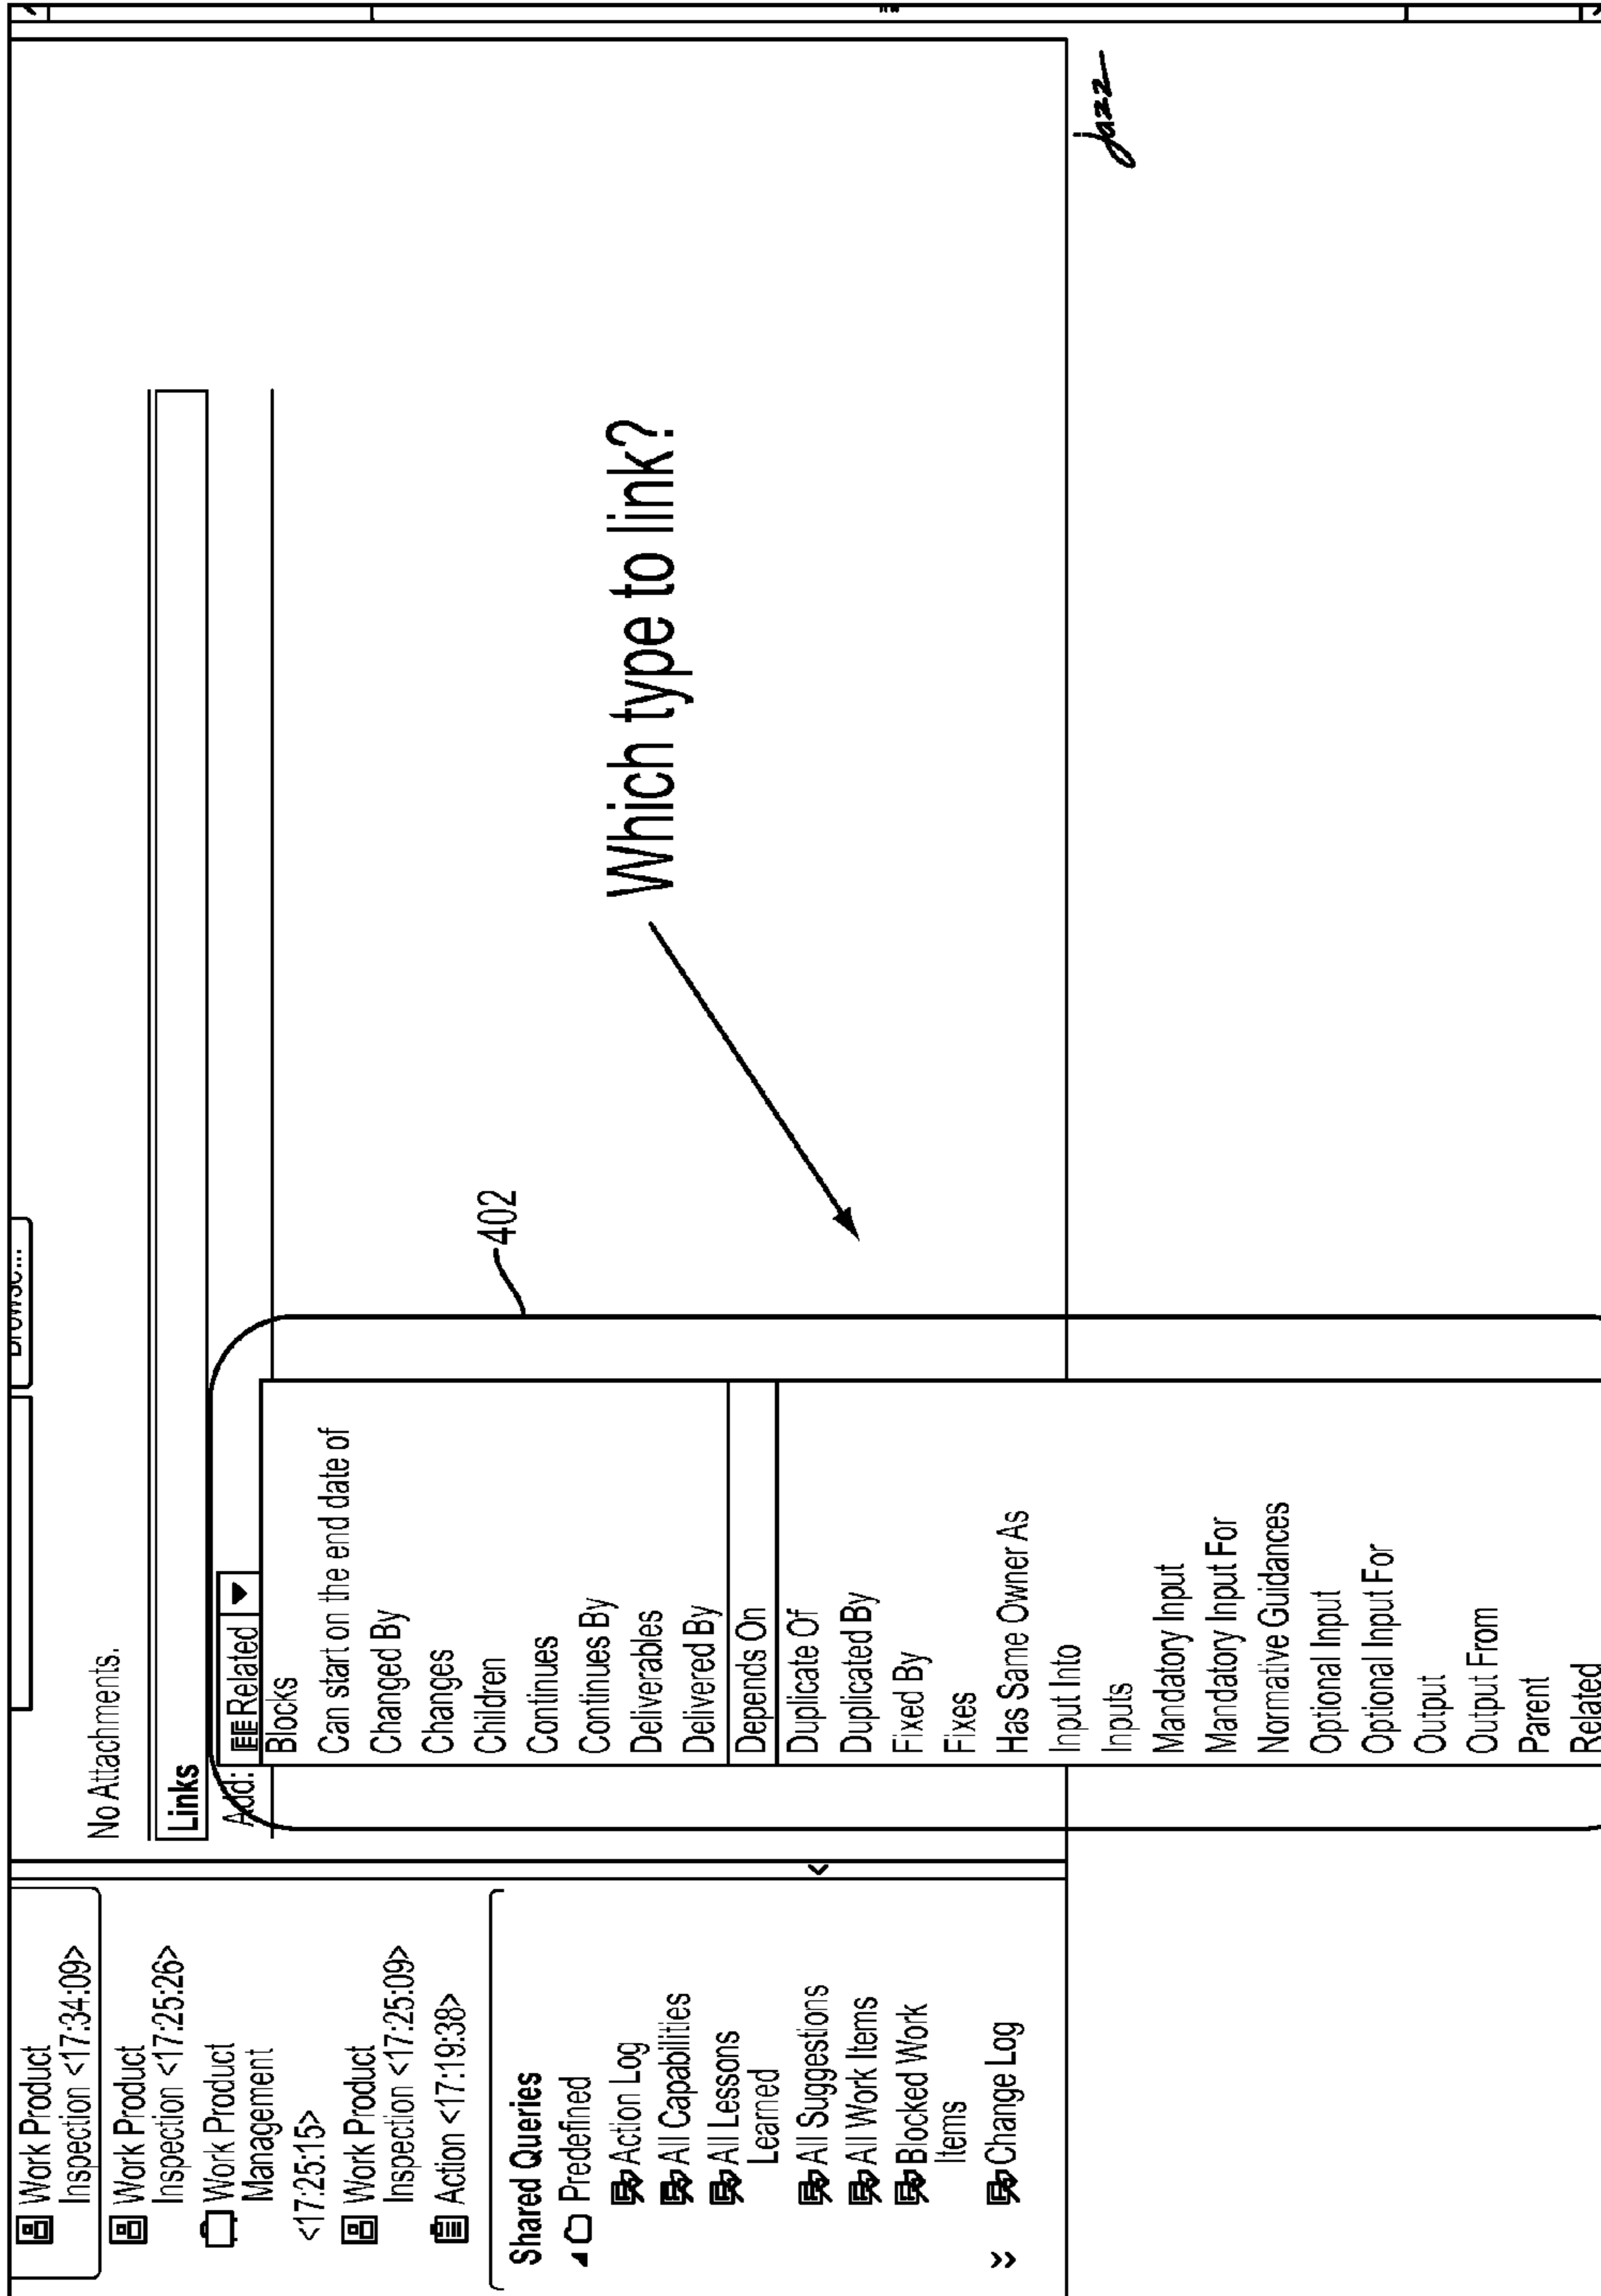 Work Product
Inspection <17:34:09>
Work Product
Inspection <17:25:26>
Work Product
Management
<17:25:15>
Work Product
Inspection <17:25:09>
Action <17:19:38>
Shared Queries
Predefined
Action Log
All Capabilities
All Lessons
Learned
All Suggestions
All Work Items
Blocked Work
Items
Change Log
Browse...
No Attachments.
Links
Add: Related
Blocks
Can start on the end date of
Changed By
Changes
Children
Continues
Continues By
Deliverables
Delivered By
Depends On
Duplicate Of
Duplicated By
Fixed By
Fixes
Has Same Owner As
Input Into
Inputs
Mandatory Input
Mandatory Input For
Normative Guidances
Optional Input
Optional Input For
Output
Output From
Parent
Related
402
Which type to link?
jazz